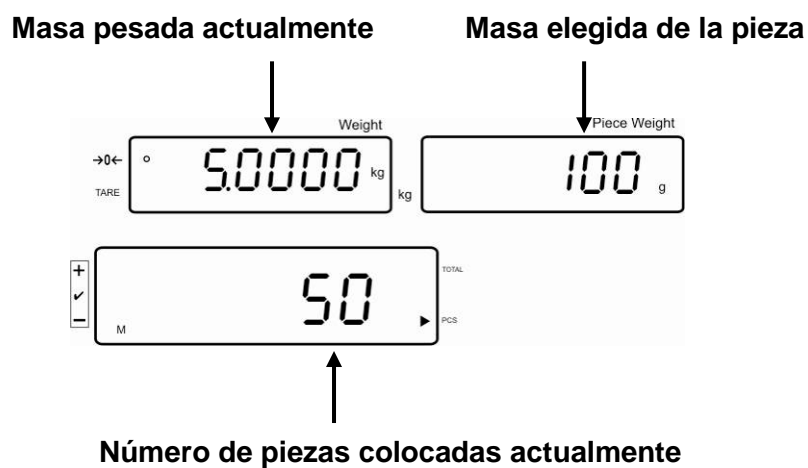 Masa pesada actualmente Masa elegida de la pieza
Weight Piece Weight
→0← ° 5.0000 kg 100 g
TARE kg
+ 50 TOTAL
✔
− M ▶ PCS
Número de piezas colocadas actualmente